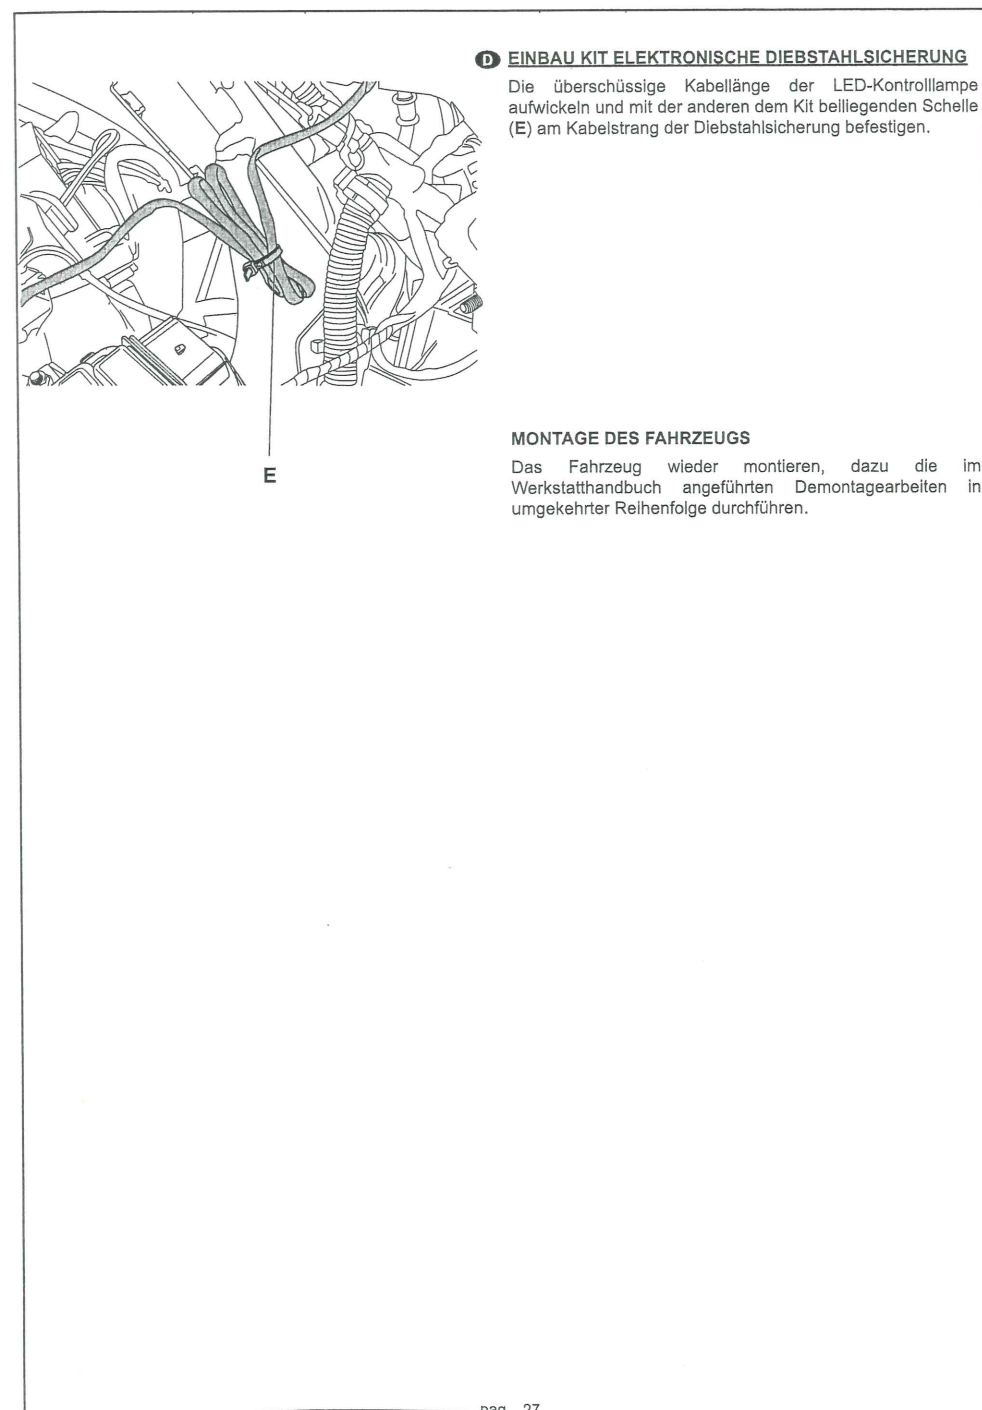 D EINBAU KIT ELEKTRONISCHE DIEBSTAHLSICHERUNG
Die überschüssige Kabellänge der LED-Kontrolllampe
aufwickeln und mit der anderen dem Kit beiliegenden Schelle
(E) am Kabelstrang der Diebstahlsicherung befestigen.
E
MONTAGE DES FAHRZEUGS
Das Fahrzeug wieder montieren, dazu die im
Werkstatthandbuch angeführten Demontagearbeiten in
umgekehrter Reihenfolge durchführen.
pag. 27